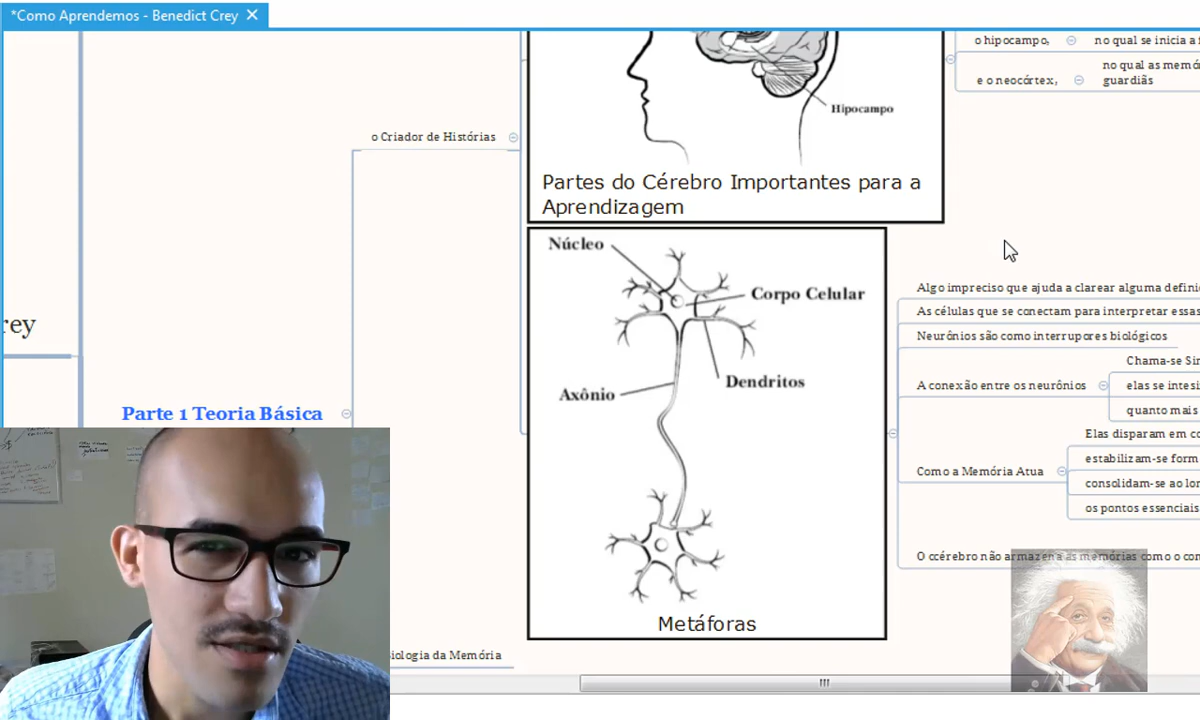 *Como Aprendemos - Benedict Crey
rey
Parte 1 Teoria Básica
o Criador de Histórias
siologia da Memória
Hipocampo
Partes do Cérebro Importantes para a
Aprendizagem
Núcleo
Corpo Celular
Dendritos
Axônio
Metáforas
o hipocampo,
no qual se inicia a
no qual as memó
guardiãs
e o neocórtex,
Algo impreciso que ajuda a clarear alguma defini
As células que se conectam para interpretar essas
Neurônios são como interrupores biológicos
A conexão entre os neurônios
Chama-se Sin
elas se intesi
quanto mais
Como a Memória Atua
Elas disparam em co
estabilizam-se form
consolidam-se ao lon
os pontos essenciais
O ccérebro não armazena as memórias como o con